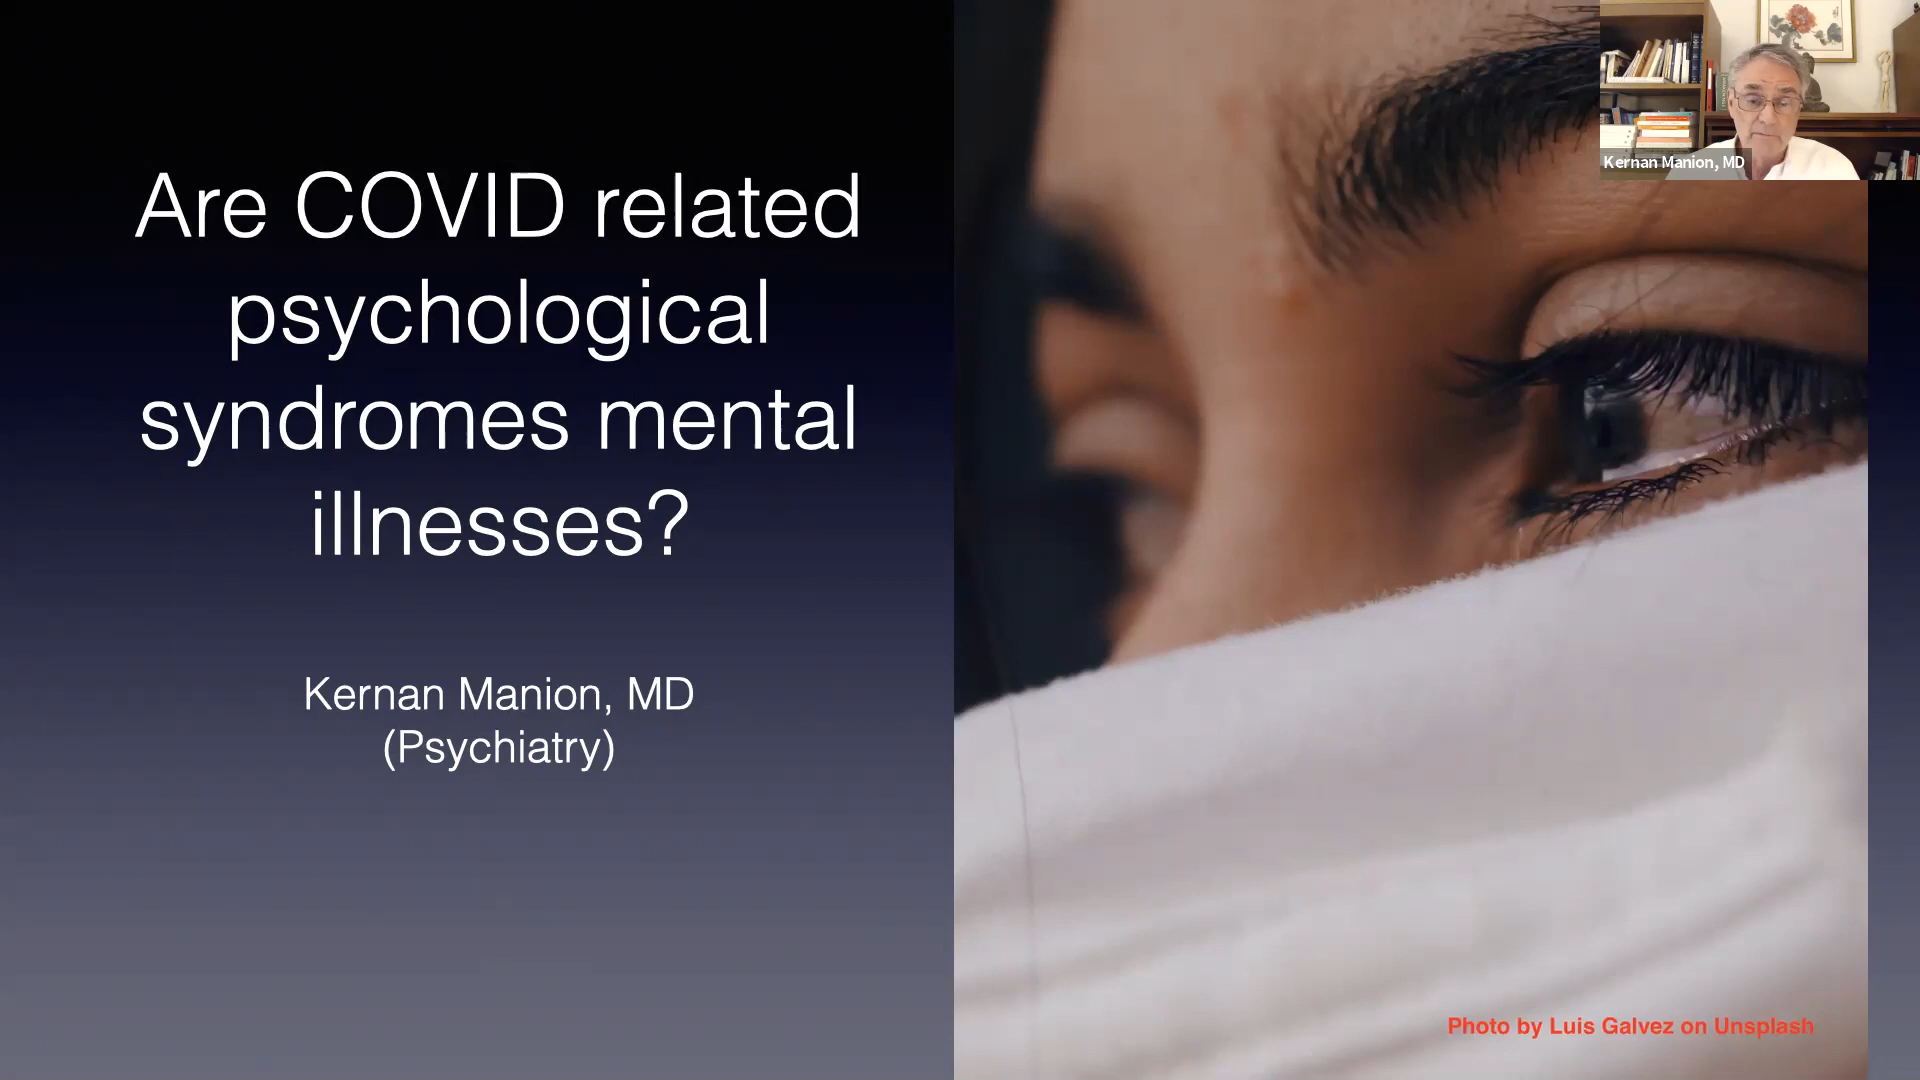 Are COVID related
psychological
syndromes mental
illnesses?
Kernan Manion, MD
(Psychiatry)
Kernan Manion, MD
Photo by Luis Galvez on Unsplash